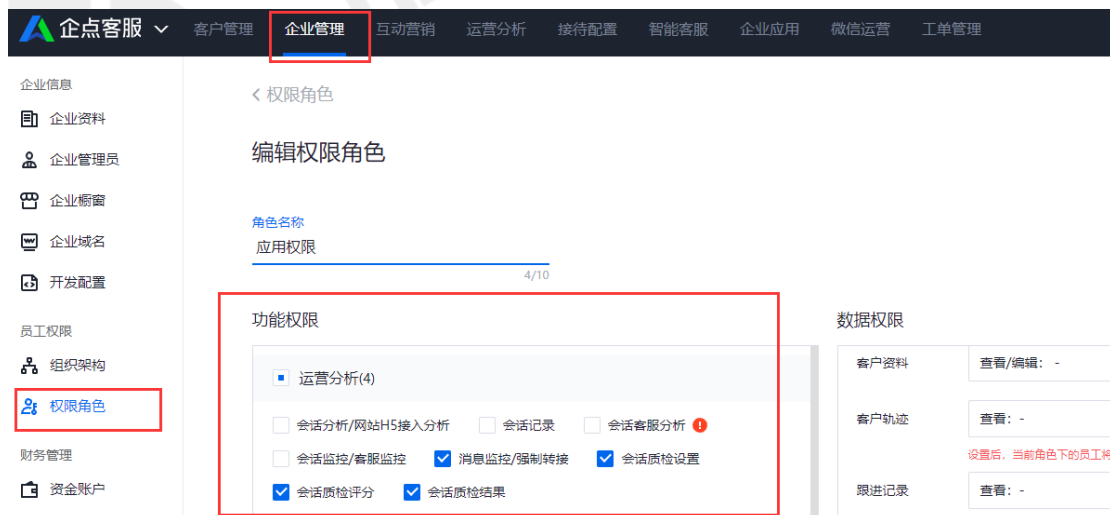 企点客服 客户管理 企业管理 互动营销 运营分析 接待配置 智能客服 企业应用 微信运营 工单管理
企业信息
企业资料
企业管理员
企业橱窗
企业域名
开发配置
员工权限
组织架构
权限角色
财务管理
资金账户
< 权限角色
编辑权限角色
角色名称
应用权限
4/10
功能权限
运营分析(4)
会话分析/网站H5接入分析 会话记录 会话客服分析
会话监控/客服监控 消息监控/强制转接 会话质检设置
会话质检评分 会话质检结果
数据权限
客户资料 查看/编辑： -
客户轨迹 查看： -
设置后，当前角色下的员工将
跟进记录 查看： -